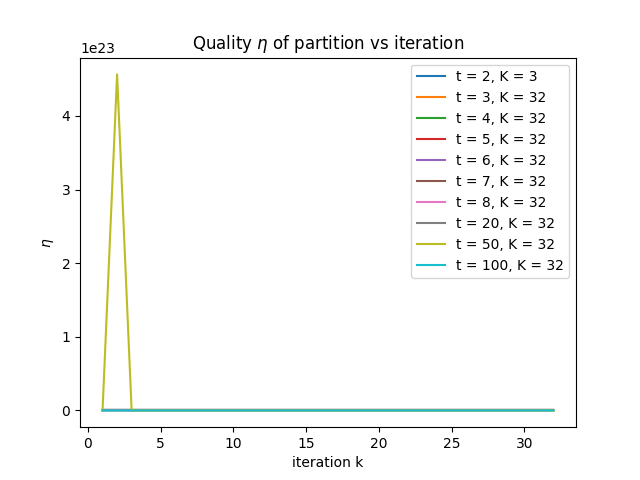 Quality η of partition vs iteration
1e23
4
3
2
1
0
η
0 5 10 15 20 25 30
iteration k
t = 2, K = 3
t = 3, K = 32
t = 4, K = 32
t = 5, K = 32
t = 6, K = 32
t = 7, K = 32
t = 8, K = 32
t = 20, K = 32
t = 50, K = 32
t = 100, K = 32